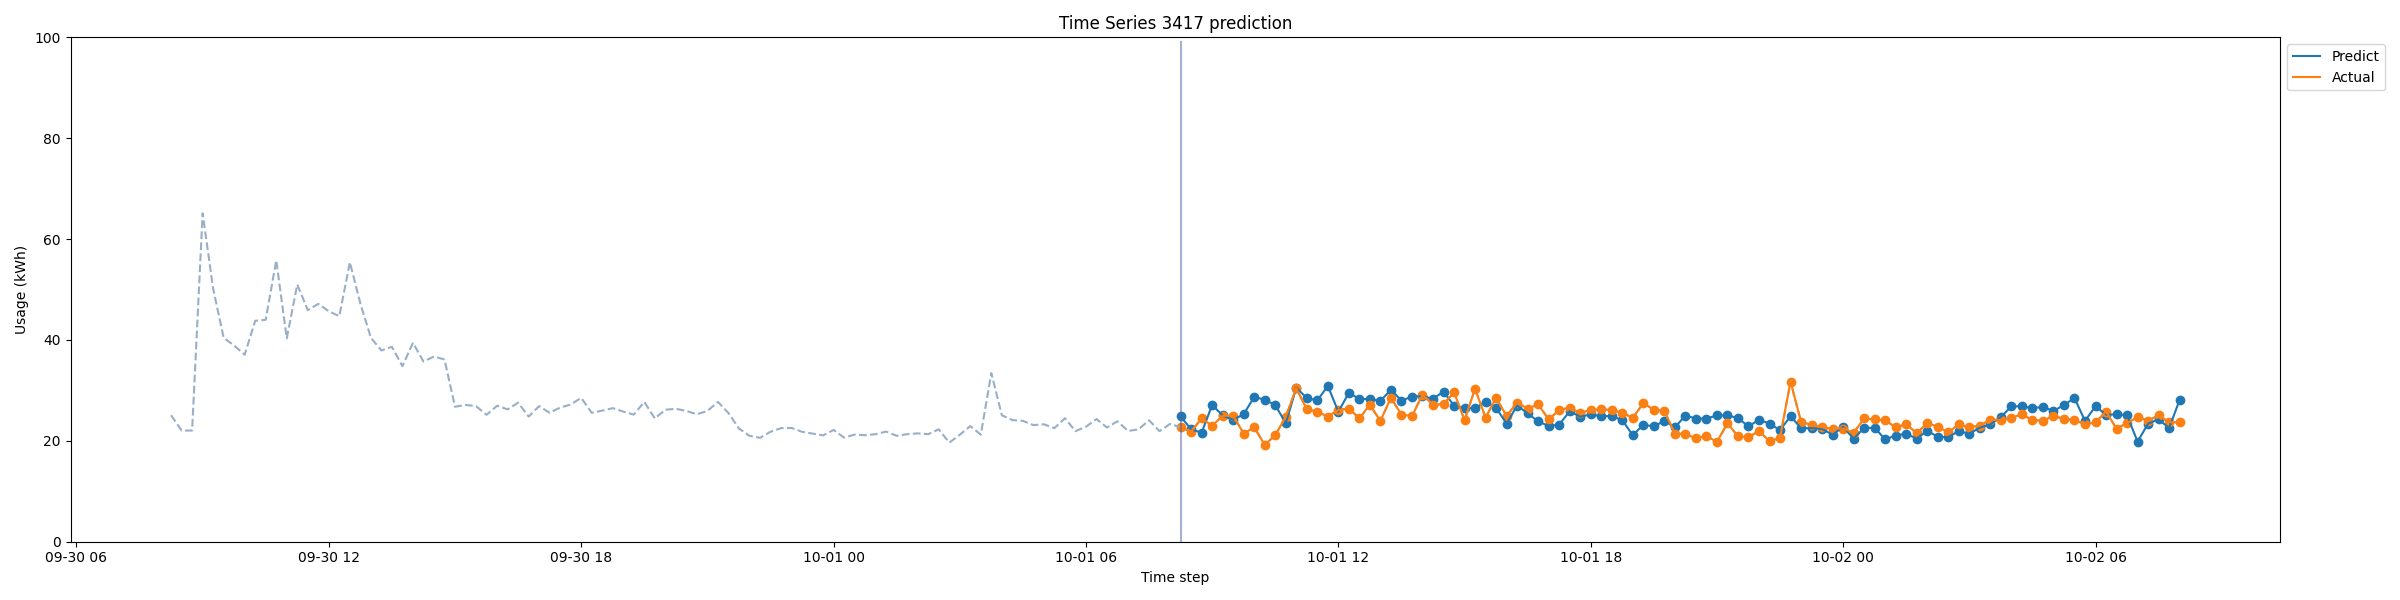 Time Series 3417 prediction
Predict
Actual
100
80
60
40
20
0
Usage (kWh)
09-30 06 09-30 12 09-30 18 10-01 00 10-01 06 10-01 12 10-01 18 10-02 00 10-02 06
Time step